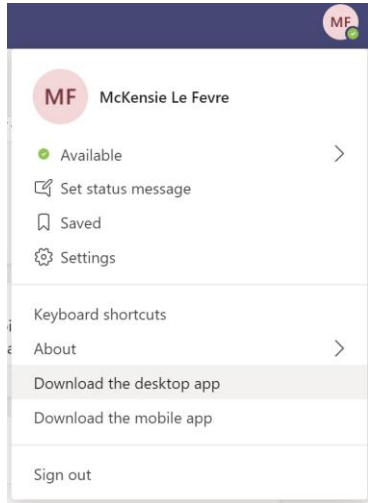 MF
MF
McKensie Le Fevre
Available
Set status message
Saved
Settings
Keyboard shortcuts
About
Download the desktop app
Download the mobile app
Sign out